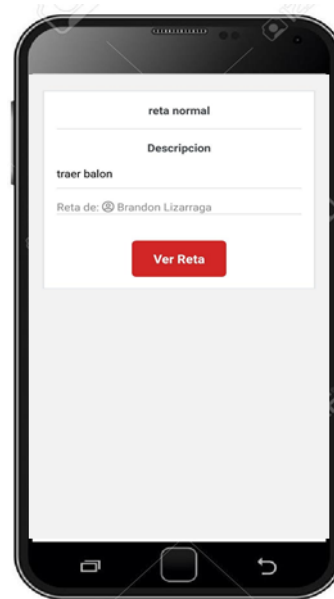 reta normal
Descripcion
traer balon
Reta de: Brandon Lizarraga
Ver Reta